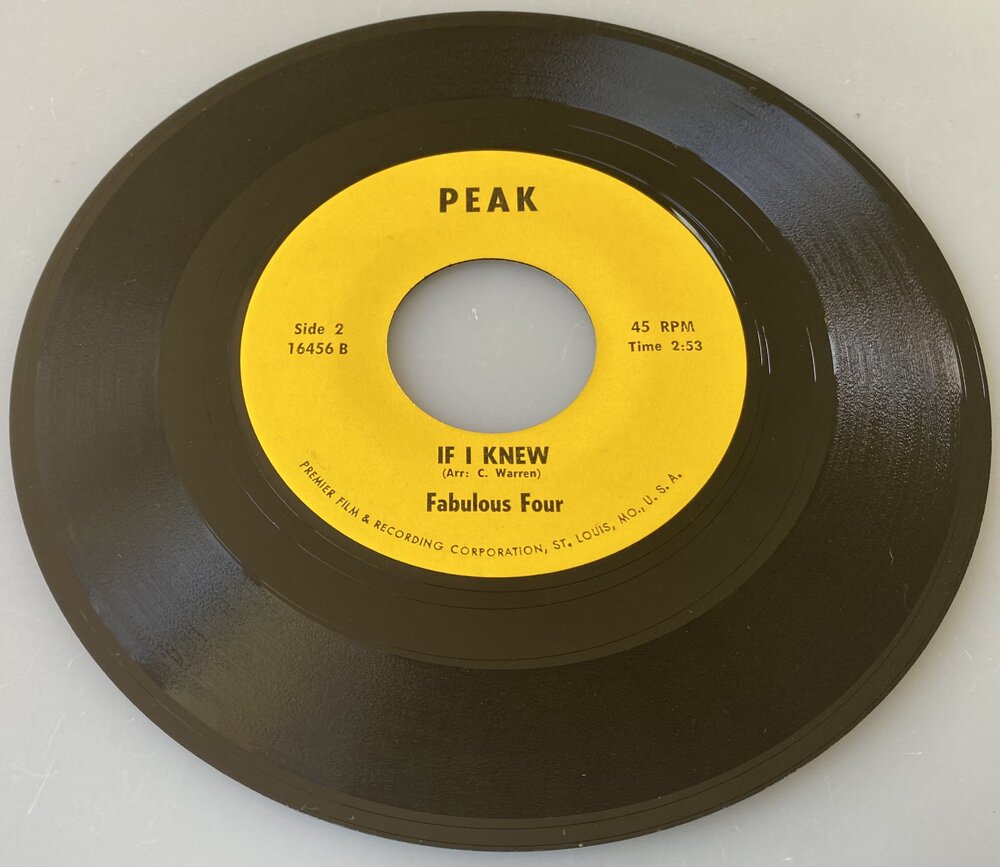 PEAK
Side 2
16456 B
45 RPM
Time 2:53
IF I KNEW
(Arr: C. Warren)
Fabulous Four
PREMIER FILM & RECORDING CORPORATION, ST. LOUIS, MO., U. S. A.